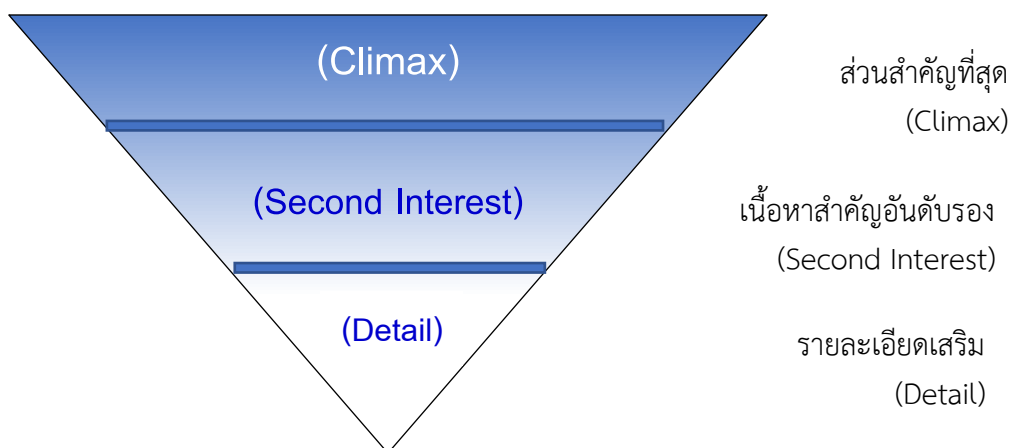 (Climax)
ส่วนสำคัญที่สุด
(Climax)
(Second Interest)
เนื้อหาสำคัญอันดับรอง
(Second Interest)
(Detail)
รายละเอียดเสริม
(Detail)